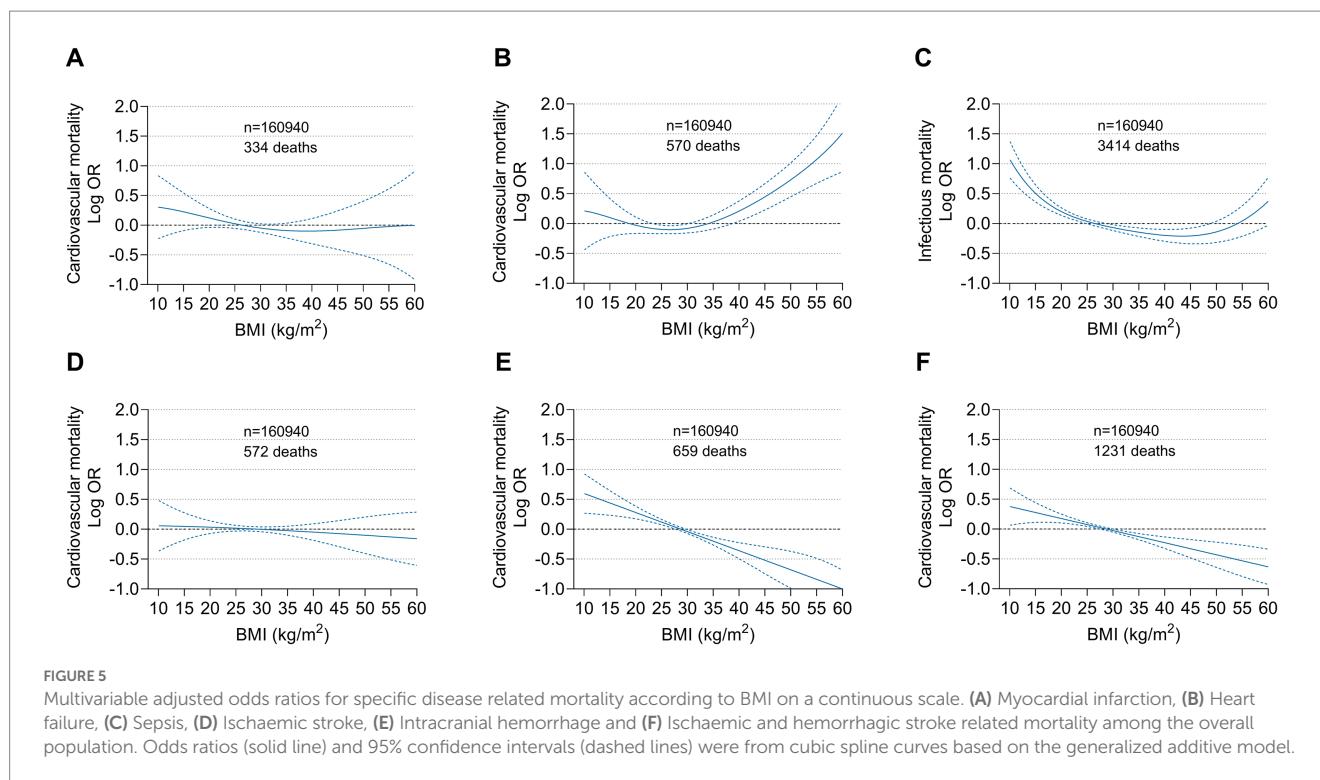 A
Cardiovascular mortality
Log OR
2.0
1.5
1.0
0.5
0.0
-0.5
-1.0
n=160940
334 deaths
10 15 20 25 30 35 40 45 50 55 60
BMI (kg/m²)
B
Cardiovascular mortality
Log OR
2.0
1.5
1.0
0.5
0.0
-0.5
-1.0
n=160940
570 deaths
10 15 20 25 30 35 40 45 50 55 60
BMI (kg/m²)
C
Infectious mortality
Log OR
2.0
1.5
1.0
0.5
0.0
-0.5
-1.0
n=160940
3414 deaths
10 15 20 25 30 35 40 45 50 55 60
BMI (kg/m²)
D
Cardiovascular mortality
Log OR
2.0
1.5
1.0
0.5
0.0
-0.5
-1.0
n=160940
572 deaths
10 15 20 25 30 35 40 45 50 55 60
BMI (kg/m²)
E
Cardiovascular mortality
Log OR
2.0
1.5
1.0
0.5
0.0
-0.5
-1.0
n=160940
659 deaths
10 15 20 25 30 35 40 45 50 55 60
BMI (kg/m²)
F
Cardiovascular mortality
Log OR
2.0
1.5
1.0
0.5
0.0
-0.5
-1.0
n=160940
1231 deaths
10 15 20 25 30 35 40 45 50 55 60
BMI (kg/m²)
FIGURE 5
Multivariable adjusted odds ratios for specific disease related mortality according to BMI on a continuous scale. (A) Myocardial infarction, (B) Heart
failure, (C) Sepsis, (D) Ischaemic stroke, (E) Intracranial hemorrhage and (F) Ischaemic and hemorrhagic stroke related mortality among the overall
population. Odds ratios (solid line) and 95% confidence intervals (dashed lines) were from cubic spline curves based on the generalized additive model.